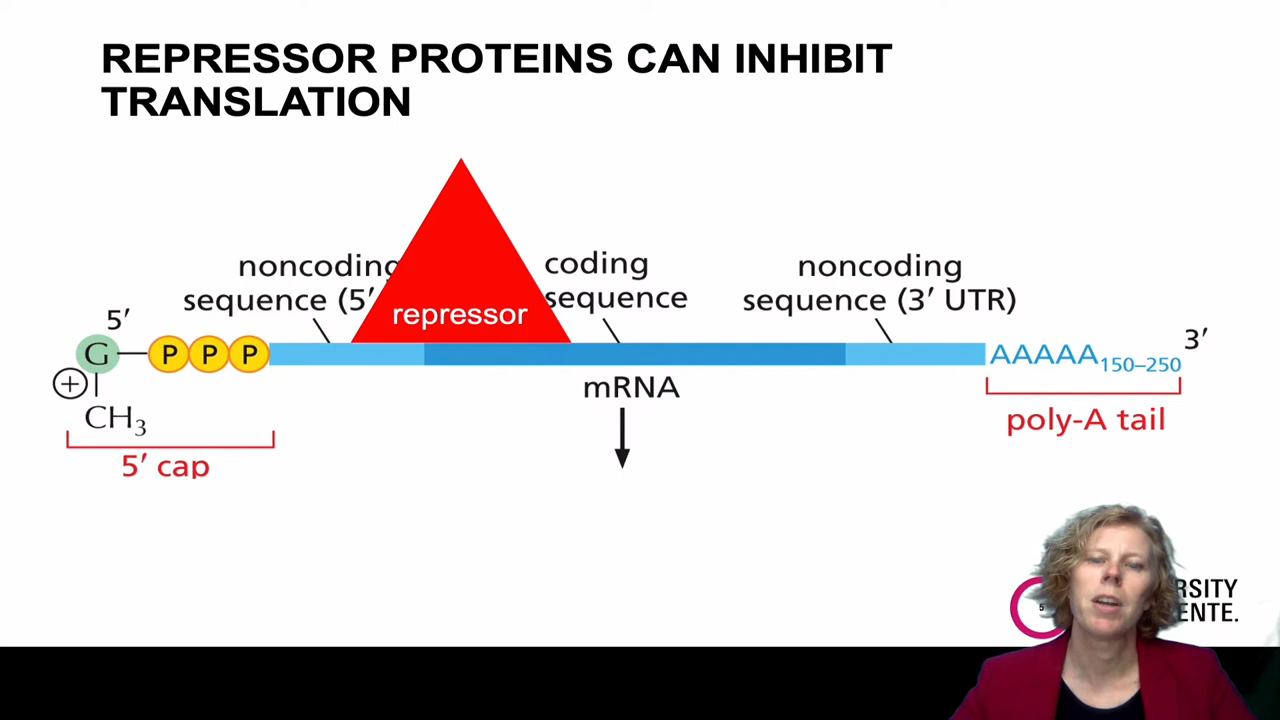 REPRESSOR PROTEINS CAN INHIBIT
TRANSLATION
noncoding
sequence (5′
coding
sequence
noncoding
sequence (3′ UTR)
repressor
5′
G P P P
AAAAA150–250
3′
+
CH3
mRNA
5′ cap
poly-A tail
5
RSITY
ENTE.